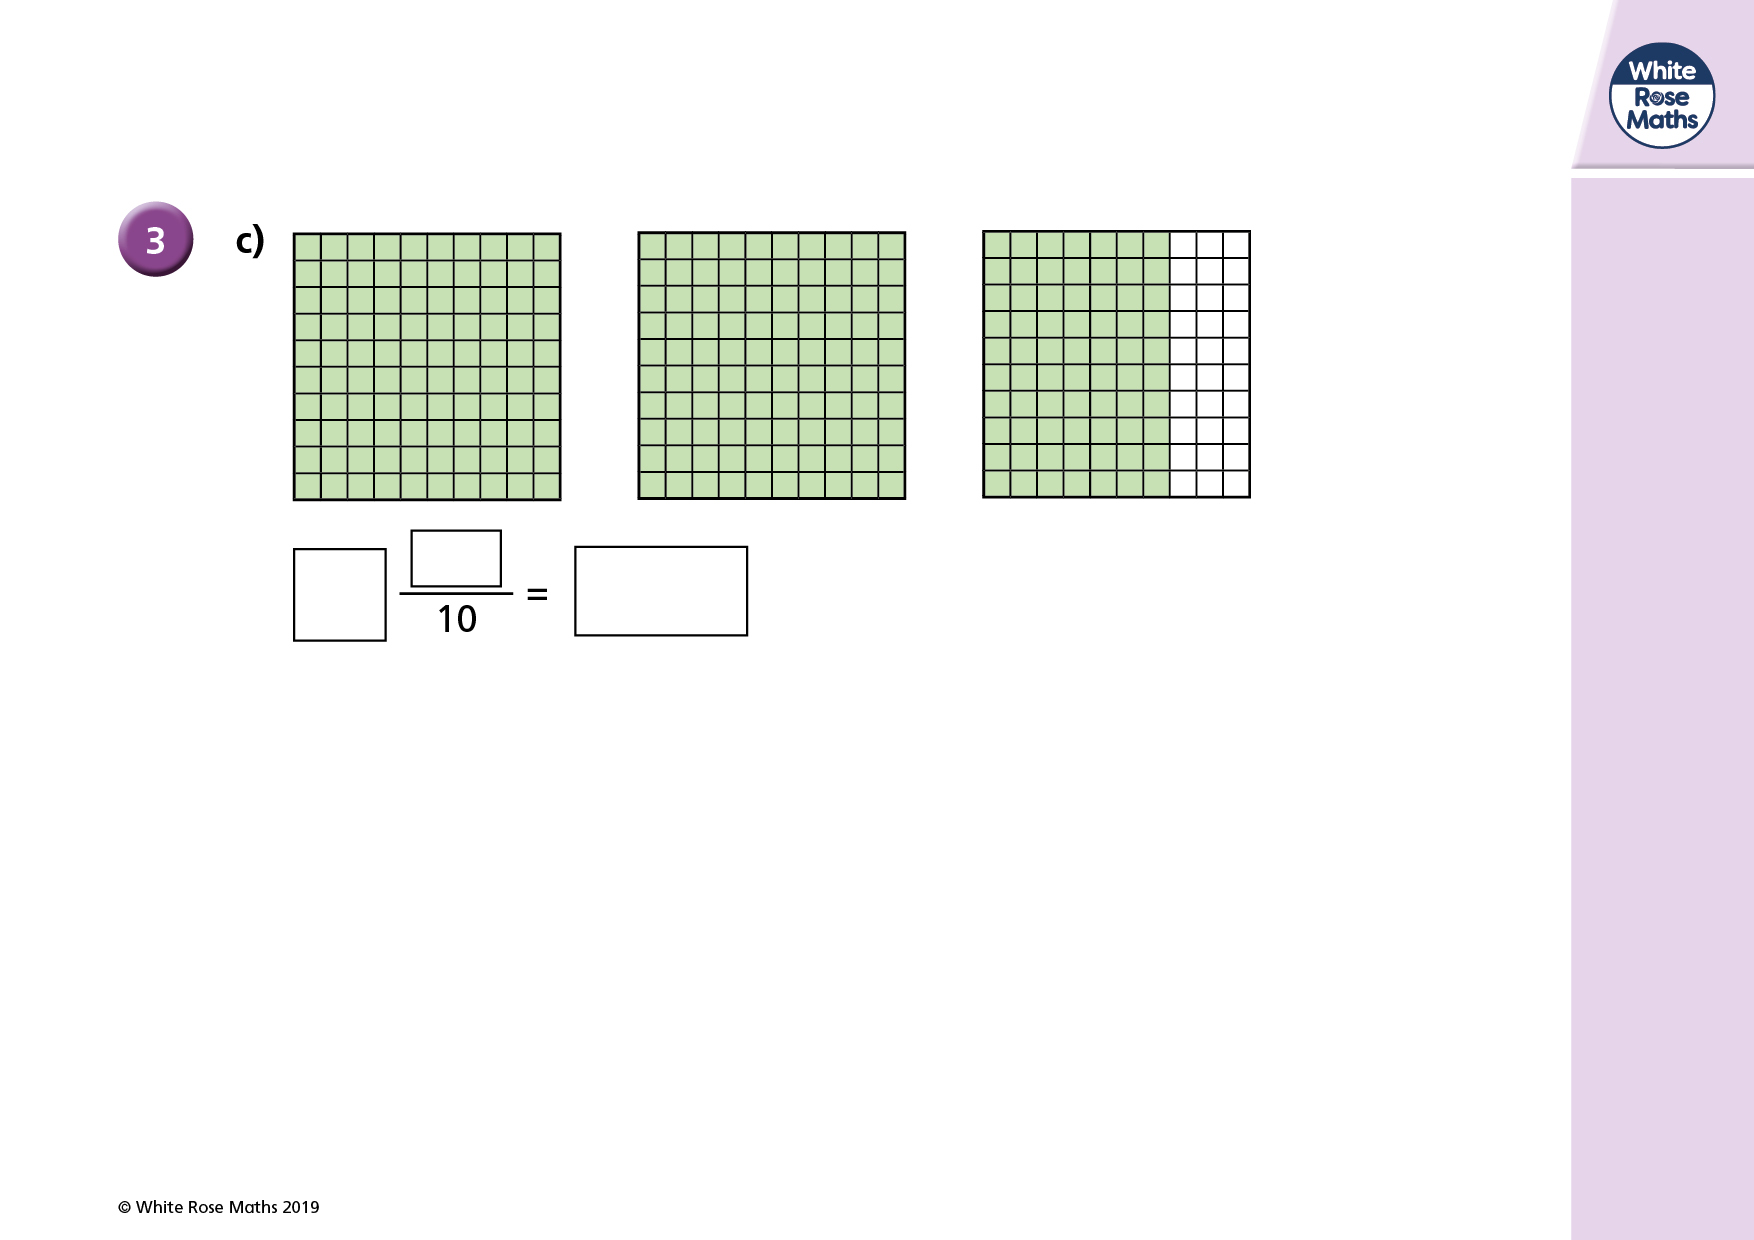 White
Rose
Maths
3 c)
10
=
© White Rose Maths 2019